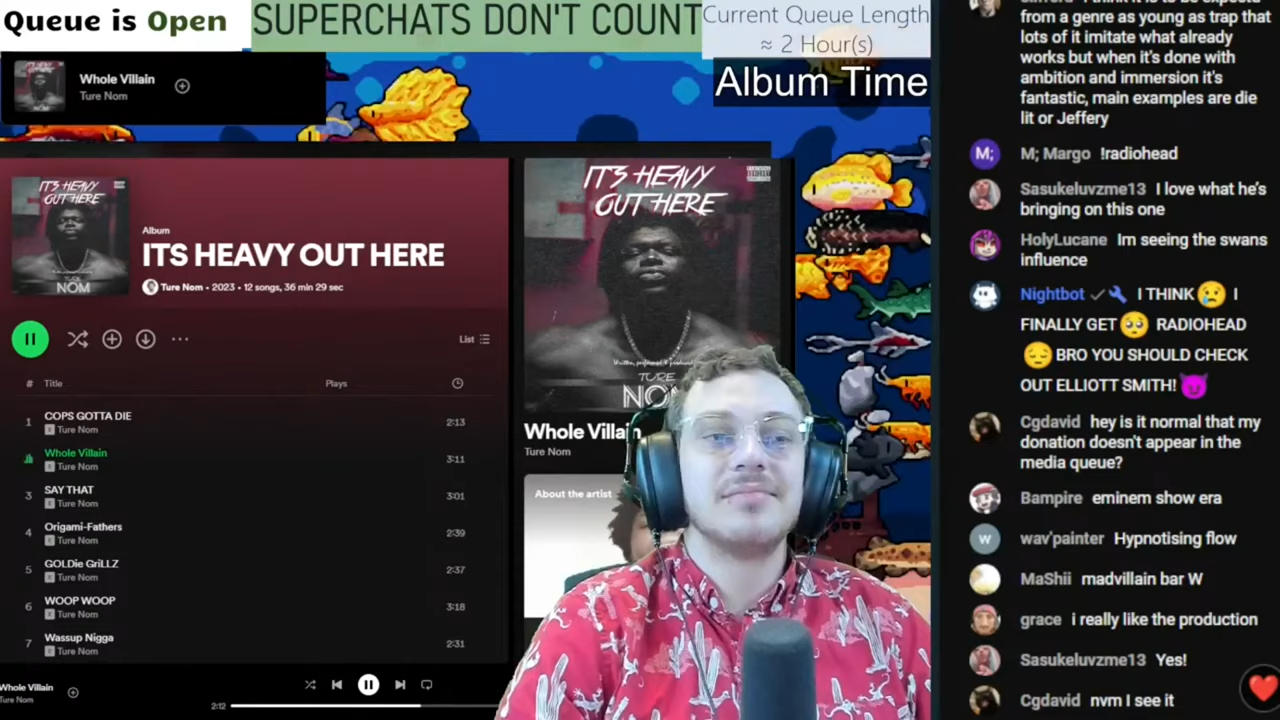 Queue is Open
SUPERCHATS DON'T COUNT
Current Queue Length
≈ 2 Hour(s)
Album Time
Whole Villain
Ture Nom
IT'S HEAVY
OUT HERE
TURE
NOM
Album
ITS HEAVY OUT HERE
Ture Nom • 2023 • 12 songs, 36 min 29 sec
List
# Title Plays
1 COPS GOTTA DIE 2:13
E Ture Nom
Whole Villain 3:11
E Ture Nom
3 SAY THAT 3:01
E Ture Nom
4 Origami-Fathers 2:39
E Ture Nom
5 GOLDie GriLLZ 2:37
E Ture Nom
6 WOOP WOOP 3:18
E Ture Nom
7 Wassup Nigga 2:31
E Ture Nom
Whole Villain
Ture Nom
2:12
IT'S HEAVY
OUT HERE
Written, performed & produced
TURE
NOM
Whole Villain
Ture Nom
About the artist
from a genre as young as trap that
lots of it imitate what already
works but when it's done with
ambition and immersion it's
fantastic, main examples are die
lit or Jeffery
M; M; Margo !radiohead
Sasukeluvzme13 I love what he's
bringing on this one
HolyLucane Im seeing the swans
influence
Nightbot I THINK 😢 I
FINALLY GET 🥺 RADIOHEAD
😔 BRO YOU SHOULD CHECK
OUT ELLIOTT SMITH! 😈
Cgdavid hey is it normal that my
donation doesn't appear in the
media queue?
Bampire eminem show era
w wav'painter Hypnotising flow
MaShii madvillain bar W
grace i really like the production
Sasukeluvzme13 Yes!
Cgdavid nvm I see it